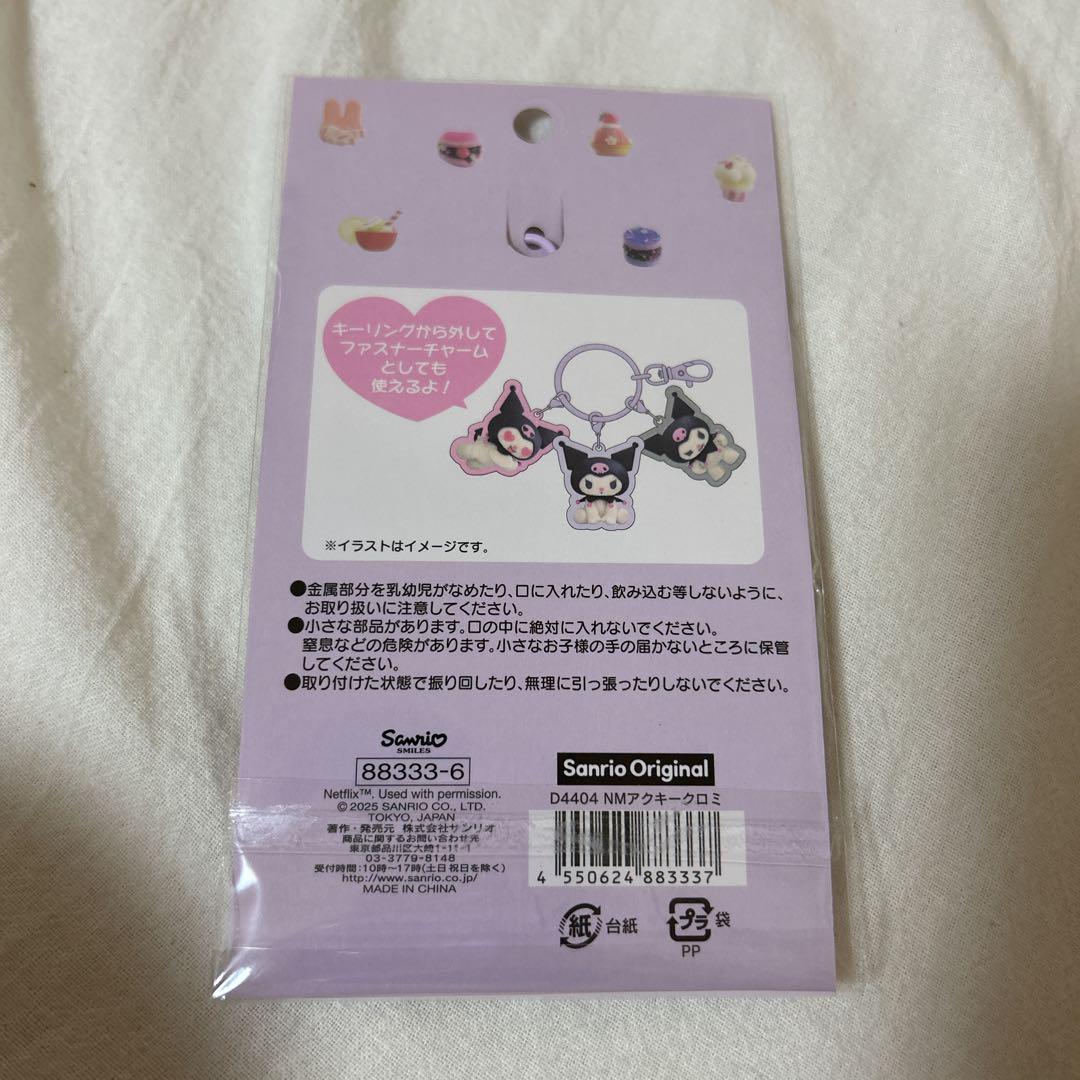 キーリングから外して
ファスナーチャーム
としても
使えるよ!
※イラストはイメージです。
●金属部分を乳幼児がなめたり、口に入れたり、飲み込む等しないように、
お取り扱いに注意してください。
●小さな部品があります。口の中に絶対に入れないでください。
窒息などの危険があります。小さなお子様の手の届かないところに保管
してください。
●取り付けた状態で振り回したり、無理に引っ張ったりしないでください。
Sanrio
SMILES
88333-6
Netflix™. Used with permission.
© 2025 SANRIO CO., LTD.
TOKYO, JAPAN
著作・発売元 株式会社サンリオ
商品に関するお問い合わせ先
東京都品川区大崎1-11-1
03-3779-8148
受付時間:10時〜17時(土日祝日を除く)
http://www.sanrio.co.jp/
MADE IN CHINA
Sanrio Original
D4404 NMアクキークロミ
4 550624 883337
紙 台紙
プラ 袋
PP